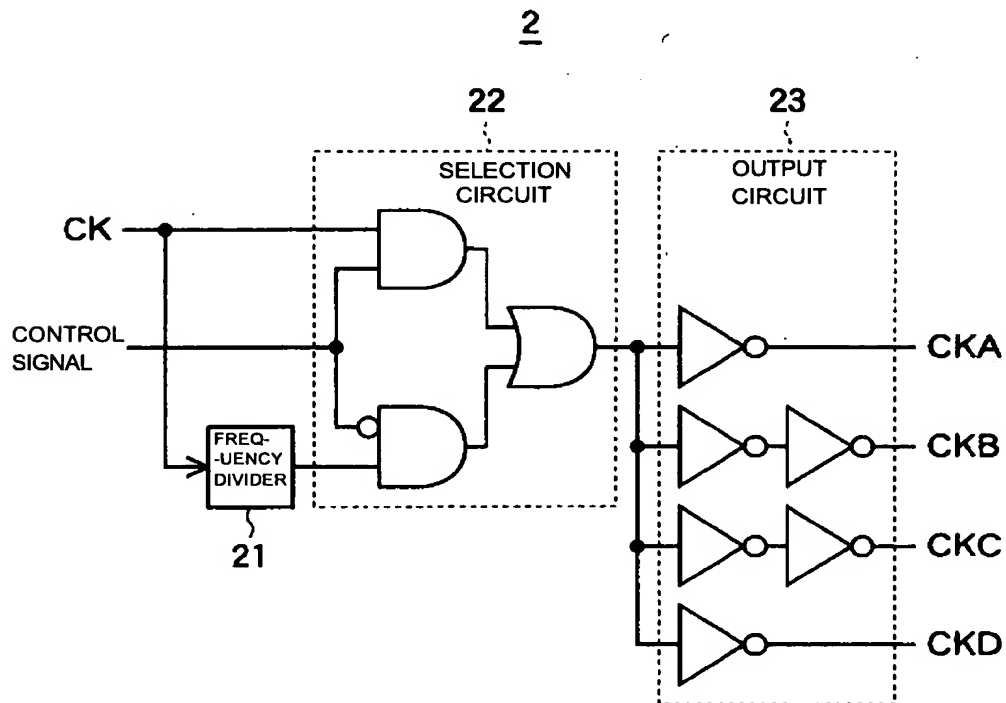 2
22
23
SELECTION
CIRCUIT
OUTPUT
CIRCUIT
CK
CONTROL
SIGNAL
FREQ-
-UENCY
DIVIDER
21
CKA
CKB
CKC
CKD